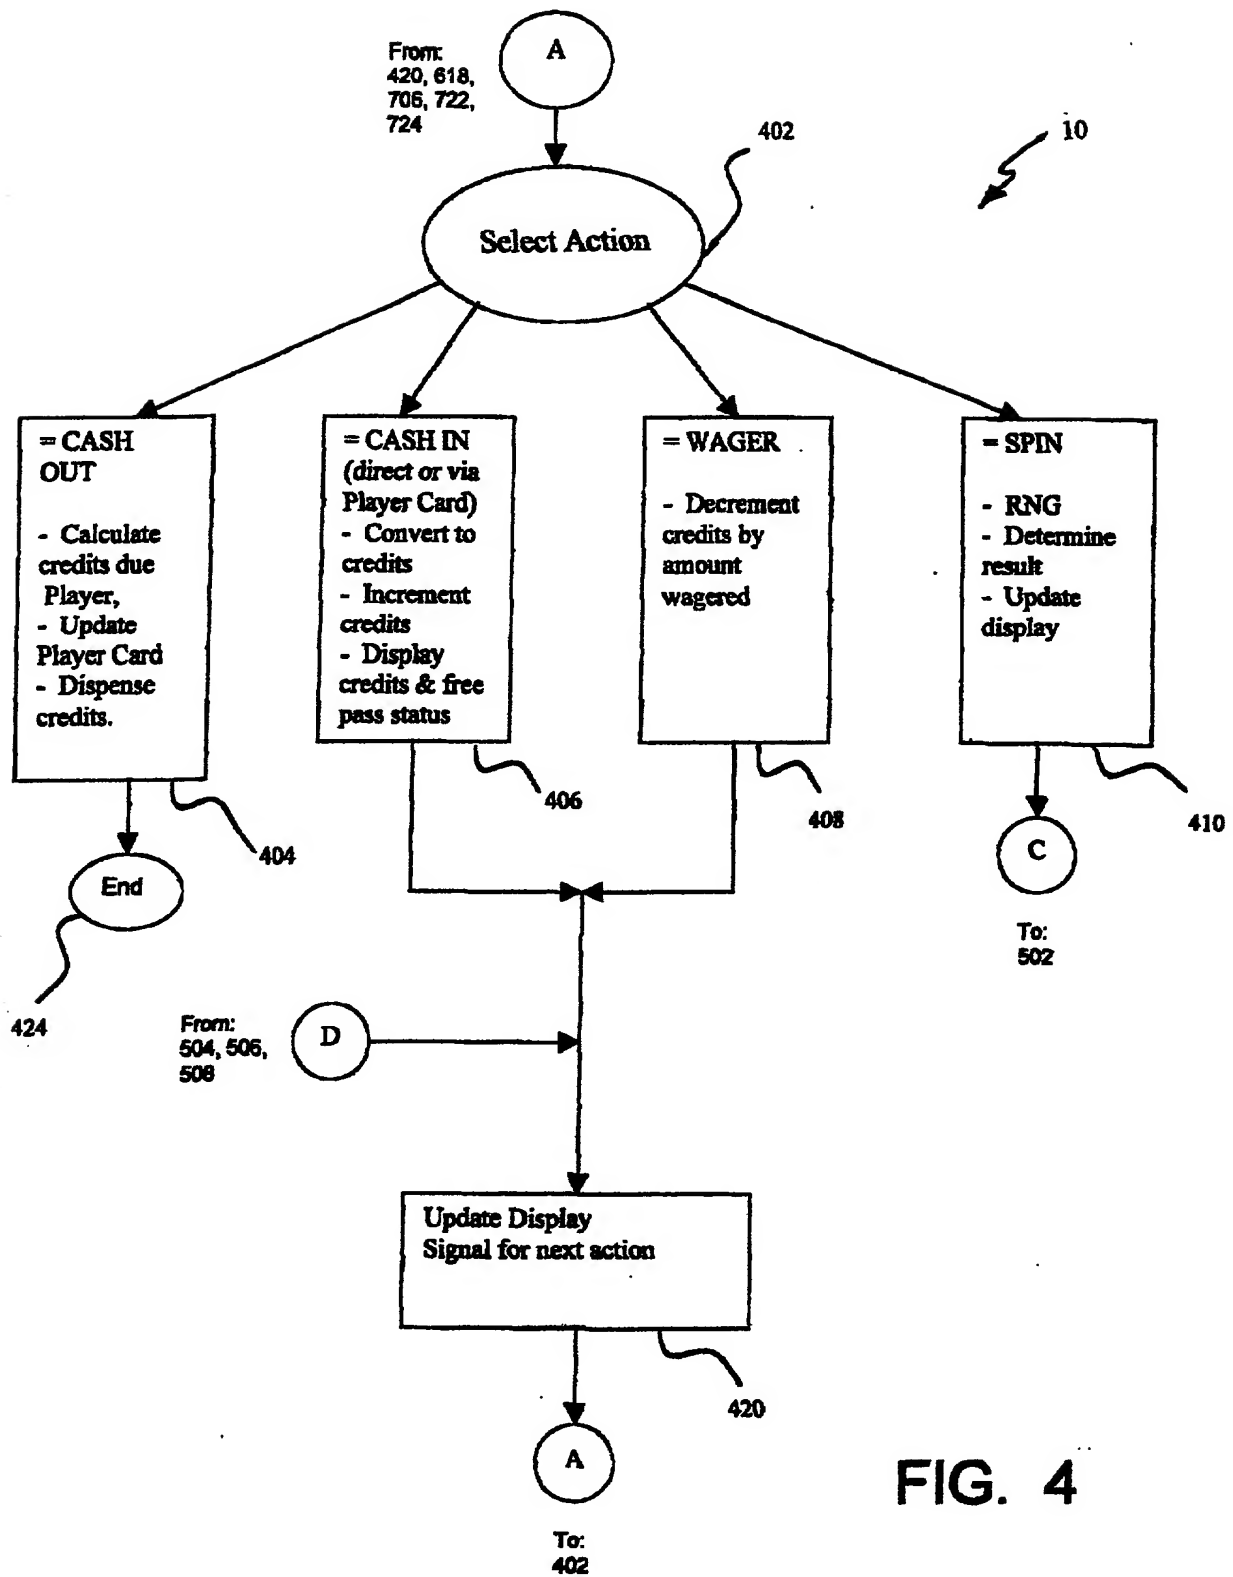 A
From:
420, 618,
706, 722,
724
402
10
Select Action
= CASH
OUT
- Calculate
credits due
Player,
- Update
Player Card
- Dispense
credits.
= CASH IN
(direct or via
Player Card)
- Convert to
credits
- Increment
credits
- Display
credits & free
pass status
= WAGER
- Decrement
credits by
amount
wagered
= SPIN
- RNG
- Determine
result
- Update
display
406
408
410
404
End
C
To:
502
424
From:
504, 506,
508
D
Update Display
Signal for next action
420
A
To:
402
FIG. 4